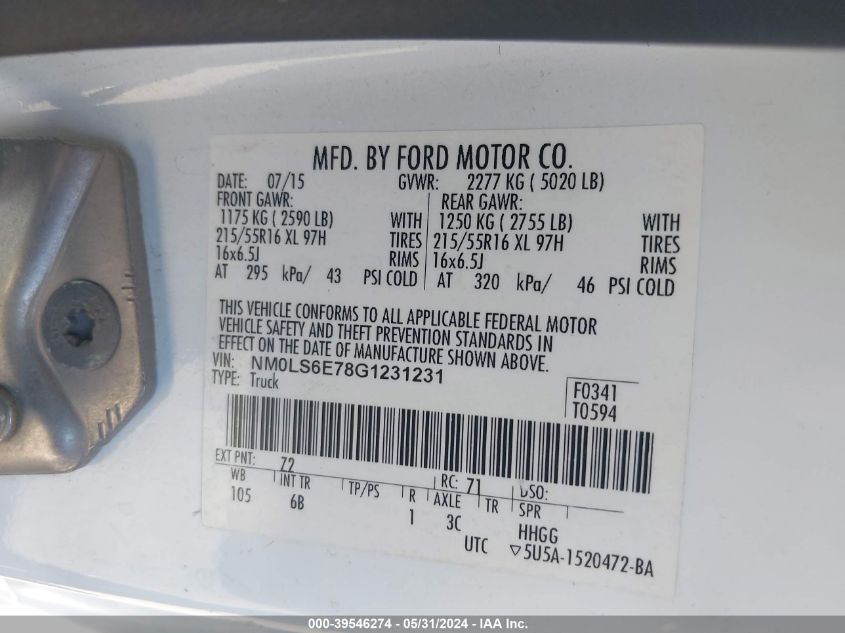 MFD. BY FORD MOTOR CO.
DATE: 07/15 GVWR: 2277 KG ( 5020 LB)
FRONT GAWR: REAR GAWR:
1175 KG ( 2590 LB) WITH 1250 KG ( 2755 LB) WITH
215/55R16 XL 97H TIRES 215/55R16 XL 97H TIRES
16x6.5J RIMS 16x6.5J RIMS
AT 295 kPa/ 43 PSI COLD AT 320 kPa/ 46 PSI COLD
THIS VEHICLE CONFORMS TO ALL APPLICABLE FEDERAL MOTOR
VEHICLE SAFETY AND THEFT PREVENTION STANDARDS IN
EFFECT ON THE DATE OF MANUFACTURE SHOWN ABOVE.
VIN: NM0LS6E78G1231231
TYPE: Truck
F0341
T0594
EXT PNT: Z2 RC: 71 DSO:
WB INT TR TP/PS R AXLE TR SPR
105 6B 1 3C HHGG
UTC ▽5U5A-1520472-BA
000-39546274 - 05/31/2024 - IAA Inc.